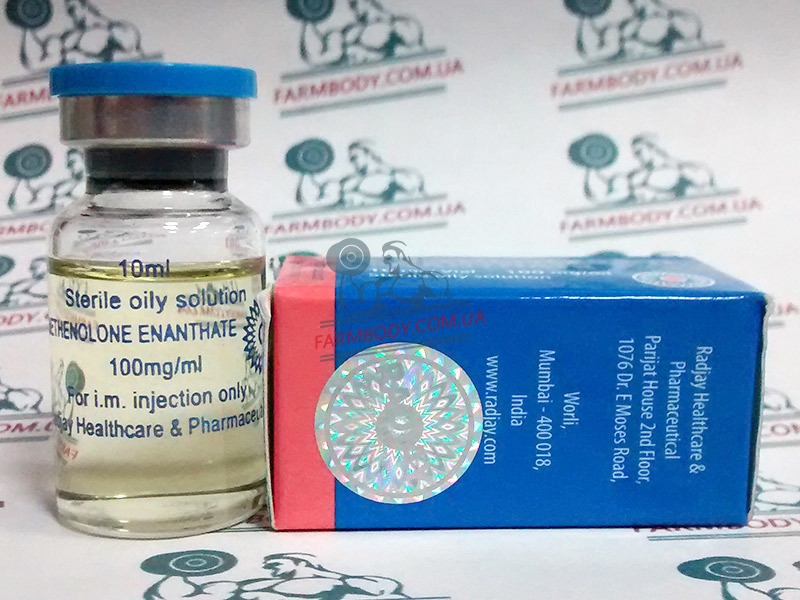 FARMBODY.COM.UA
FARMBODY.COM.UA
FARMBODY.COM.UA
FARMBODY.COM.UA
10ml
Sterile oily solution
ETHENOLONE ENANTHATE
100mg/ml
For i.m. injection only
Healthcare &
FARMBODY.COM.UA
Radjay Healthcare &
Pharmaceutical
Parijat House 2nd Floor,
1076 Dr. E Moses Road,
Worli,
Mumbai - 400 018,
India
www.radjay.com
FARMBODY.COM.UA